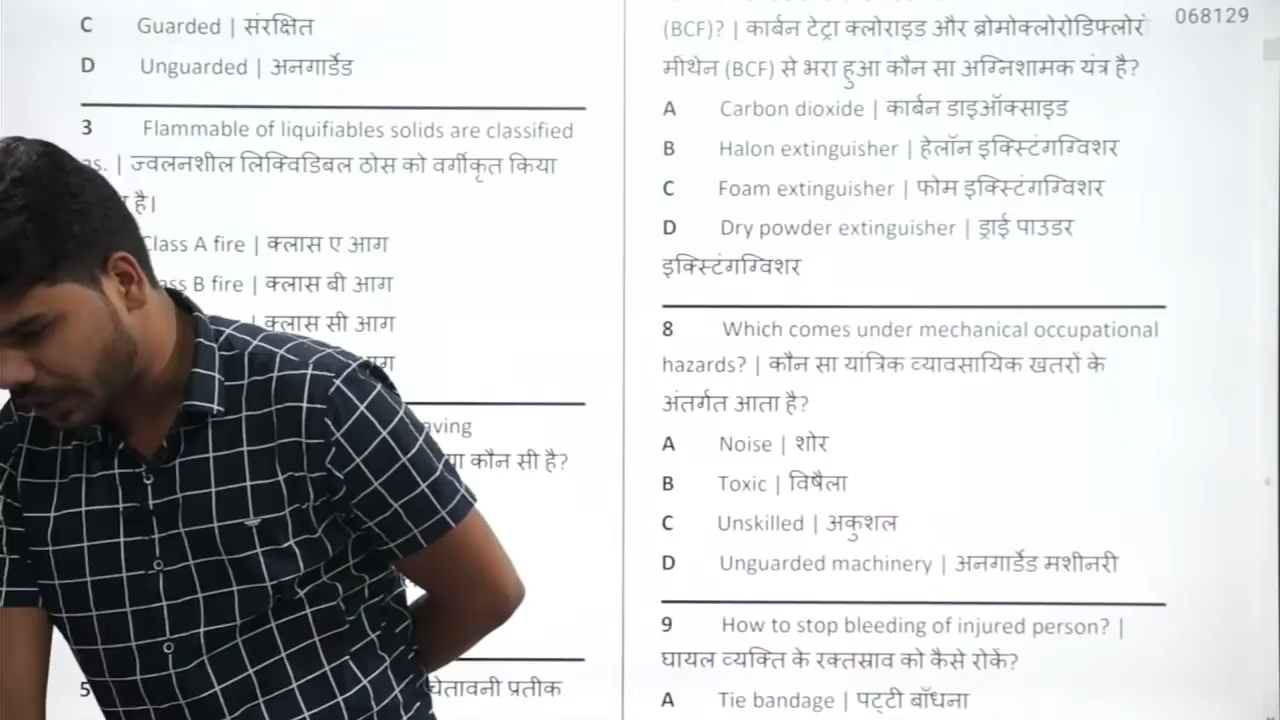 C Guarded | संरक्षित
D Unguarded | अनगार्डेड
3 Flammable of liquifiables solids are classified
| ज्वलनशील लिक्विडिबल ठोस को वर्गीकृत किया
है।
Class A fire | क्लास ए आग
fire | क्लास बी आग
| क्लास सी आग
कौन सी है?
5 चेतावनी प्रतीक
068129
(BCF)? | कार्बन टेट्रा क्लोराइड और ब्रोमोक्लोरोडिफ्लोरं
मीथेन (BCF) से भरा हुआ कौन सा अग्निशामक यंत्र है?
A Carbon dioxide | कार्बन डाइऑक्साइड
B Halon extinguisher | हेलॉन इक्स्टिंगग्विशर
C Foam extinguisher | फोम इक्स्टिंगग्विशर
D Dry powder extinguisher | ड्राई पाउडर
इक्स्टिंगग्विशर
8 Which comes under mechanical occupational
hazards? | कौन सा यांत्रिक व्यावसायिक खतरों के
अंतर्गत आता है?
A Noise | शोर
B Toxic | विषैला
C Unskilled | अकुशल
D Unguarded machinery | अनगार्डेड मशीनरी
9 How to stop bleeding of injured person? |
घायल व्यक्ति के रक्तस्राव को कैसे रोकें?
A Tie bandage | पट्टी बाँधना